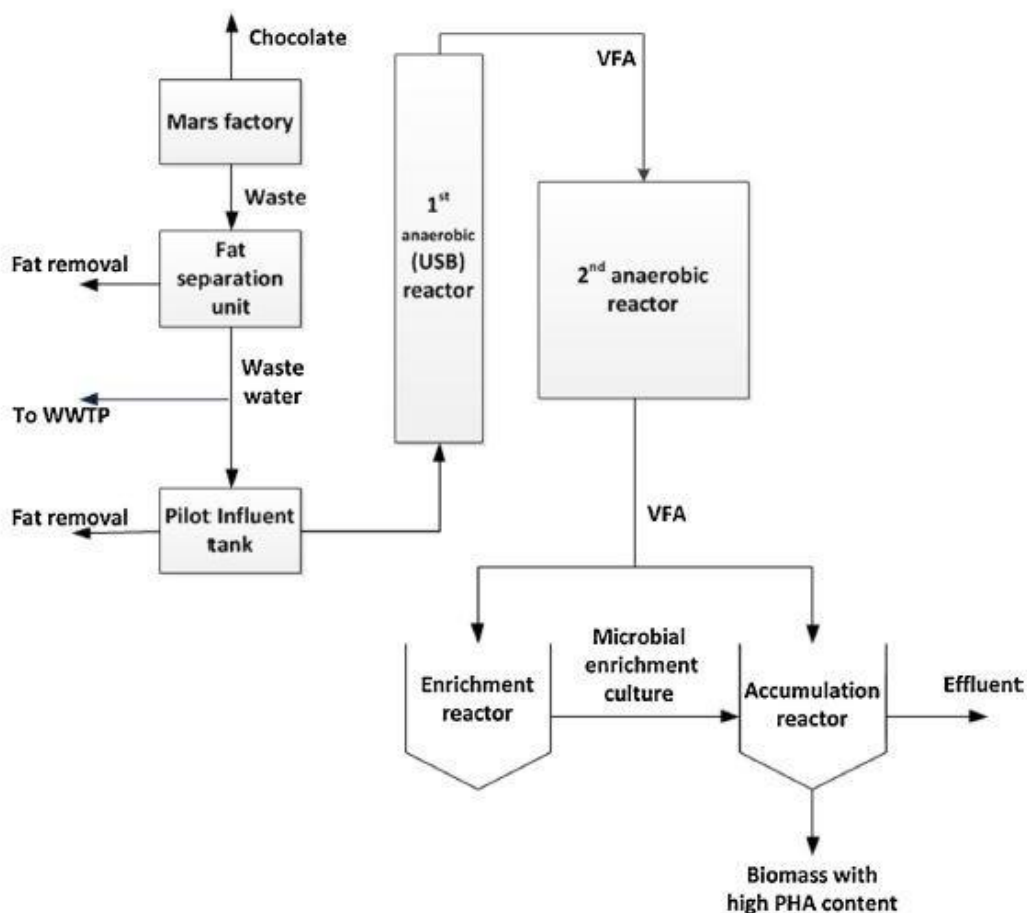 Chocolate
Mars factory
Waste
Fat
separation
unit
Fat removal
Waste
water
To WWTP
Pilot Influent
tank
Fat removal
1st
anaerobic
(USB)
reactor
VFA
2nd anaerobic
reactor
VFA
Enrichment
reactor
Microbial
enrichment
culture
Accumulation
reactor
Effluent
Biomass with
high PHA content